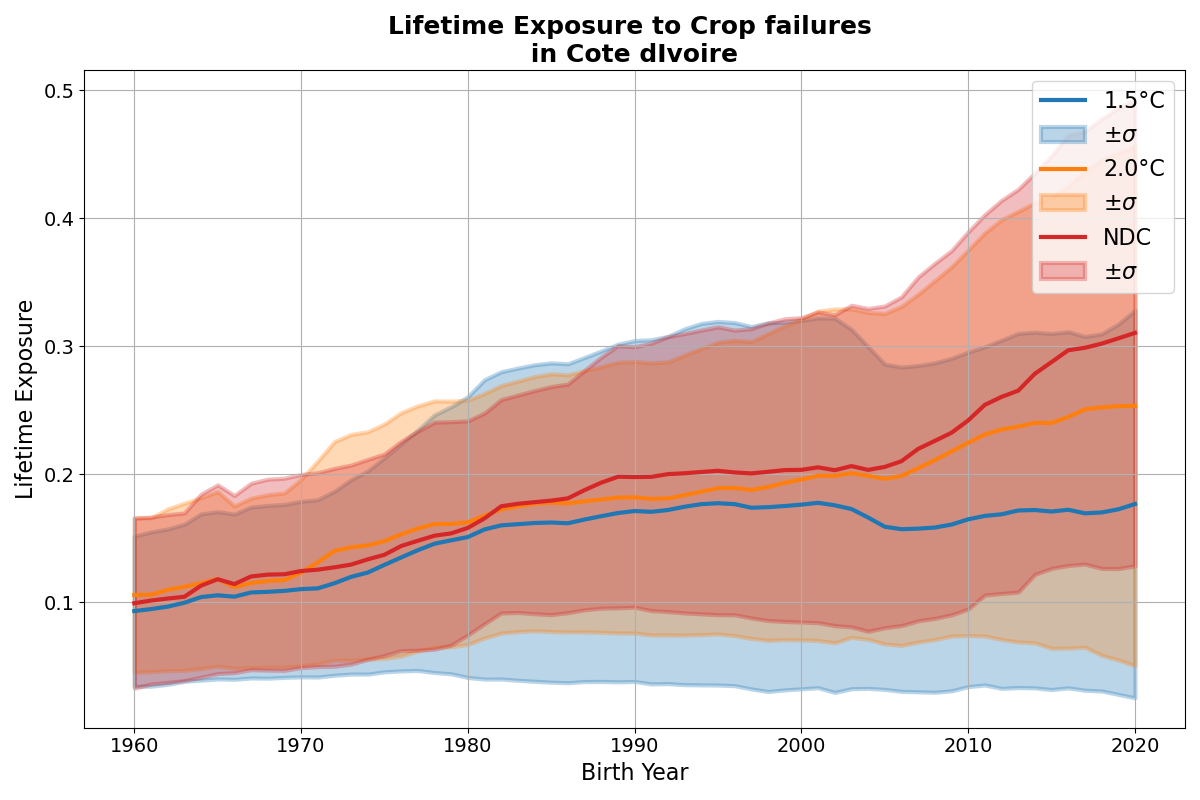 Lifetime Exposure to Crop failures
in Cote dIvoire
0.5
0.4
0.3
0.2
0.1
Lifetime Exposure
1960
1970
1980
1990
2000
2010
2020
Birth Year
1.5°C
±σ
2.0°C
±σ
NDC
±σ